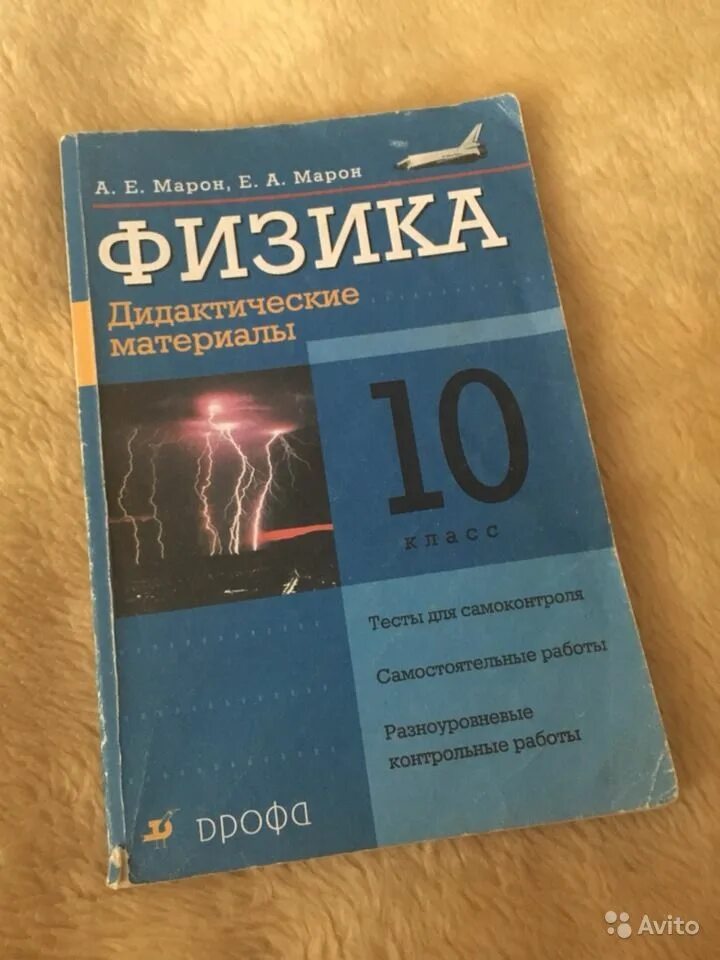 А. Е. Марон, Е. А. Марон
ФИЗИКА
Дидактические
материалы
10
класс
Тесты для самоконтроля
Самостоятельные работы
Разноуровневые
контрольные работы
дрофа
Avito